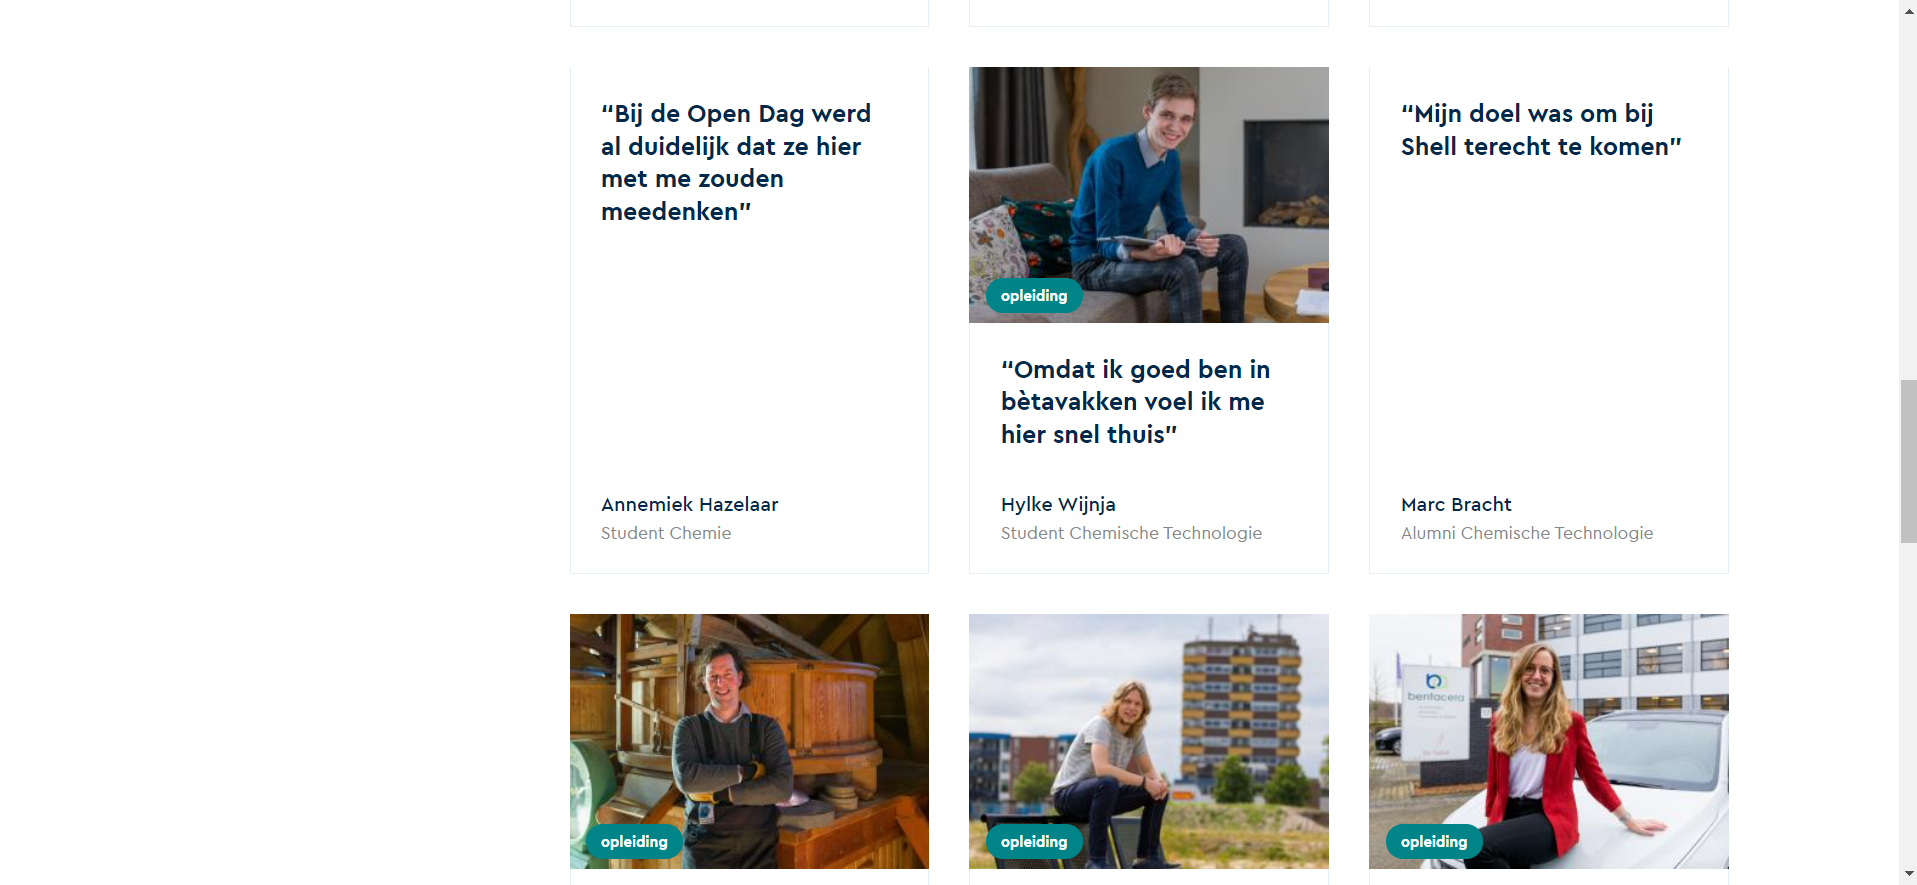 “Bij de Open Dag werd
al duidelijk dat ze hier
met me zouden
meedenken”
Annemiek Hazelaar
Student Chemie
opleiding
“Omdat ik goed ben in
bètavakken voel ik me
hier snel thuis”
Hylke Wijnja
Student Chemische Technologie
“Mijn doel was om bij
Shell terecht te komen”
Marc Bracht
Alumni Chemische Technologie
opleiding
opleiding
bentacera
opleiding